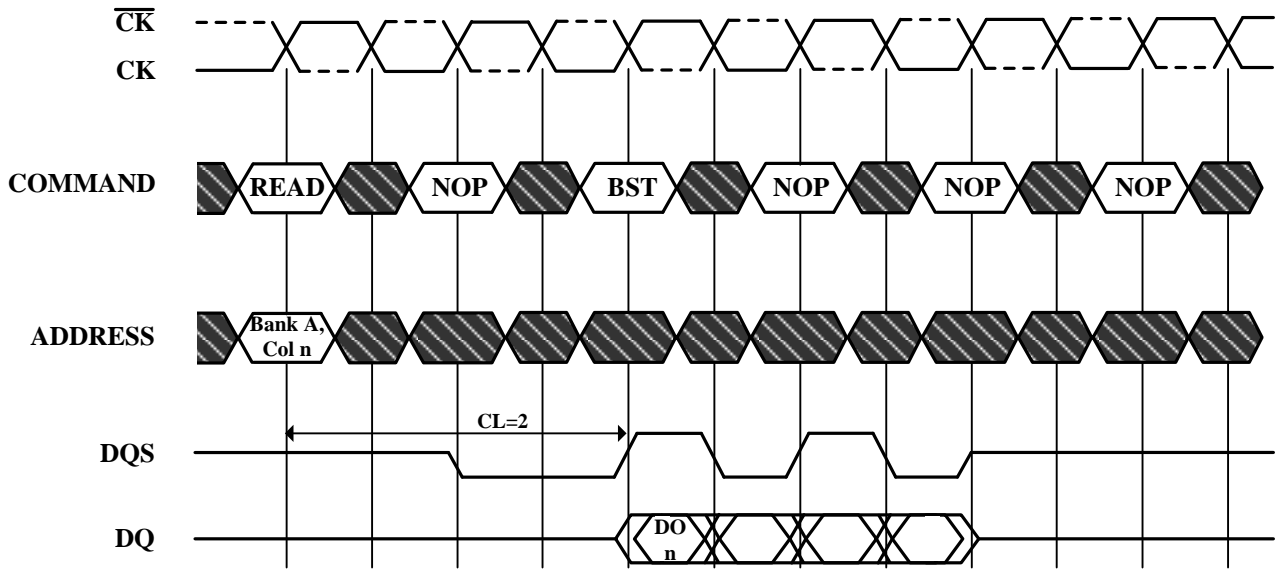 CK
CK
COMMAND
READ NOP BST NOP NOP NOP
ADDRESS
Bank A,
Col n
CL=2
DQS
DQ
DO
n